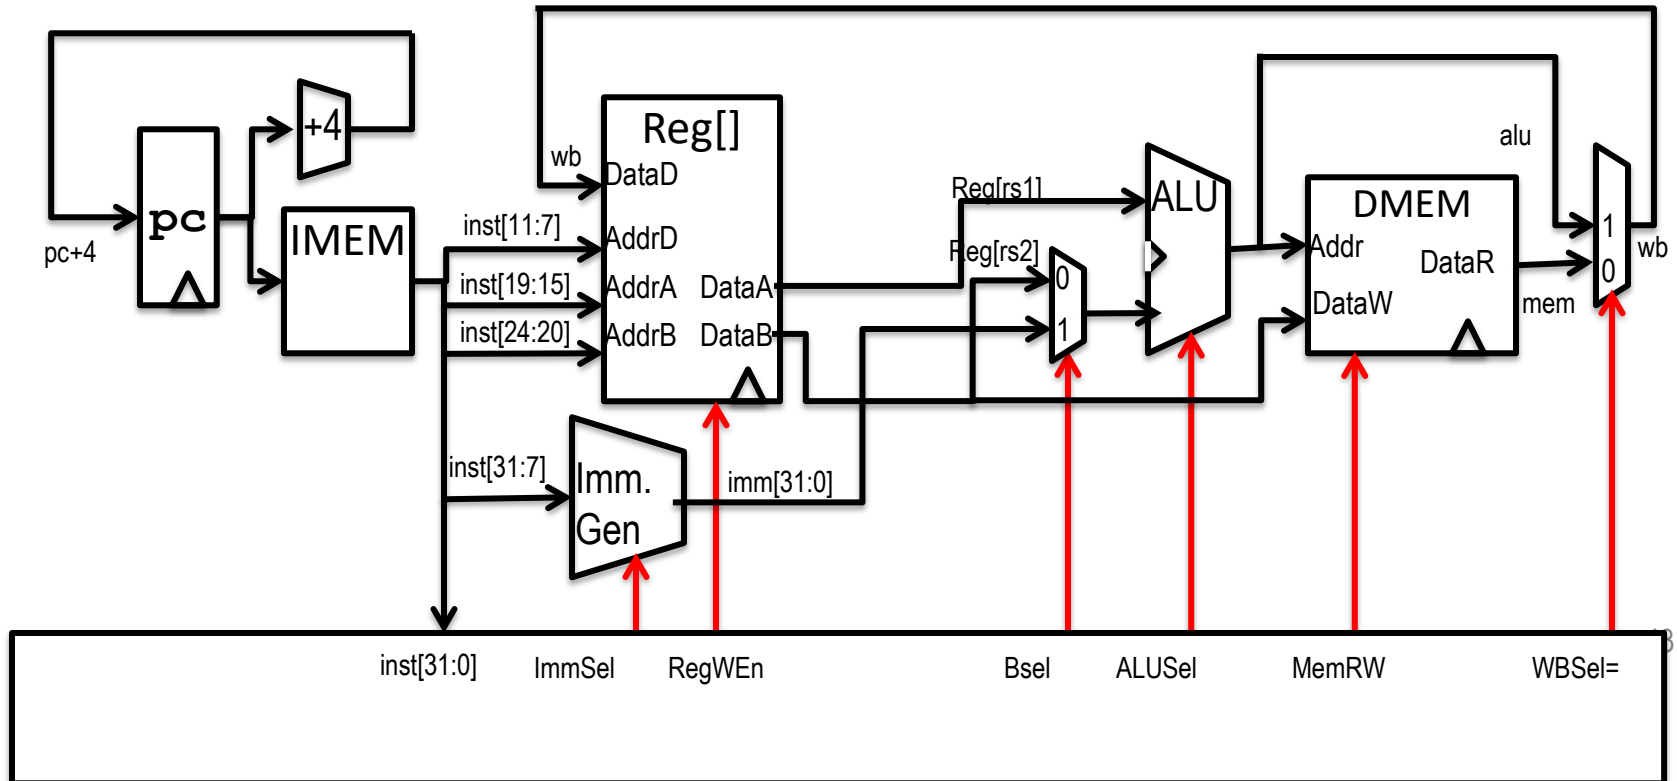 pc+4
pc
+4
IMEM
inst[11:7]
inst[19:15]
inst[24:20]
inst[31:7]
wb
Reg[]
DataD
AddrD
AddrA
AddrB
DataA
DataB
Imm.
Gen
imm[31:0]
Reg[rs1]
Reg[rs2]
0
1
ALU
alu
DMEM
Addr
DataR
DataW
mem
1
0
wb
inst[31:0]
ImmSel
RegWEn
Bsel
ALUSel
MemRW
WBSel=